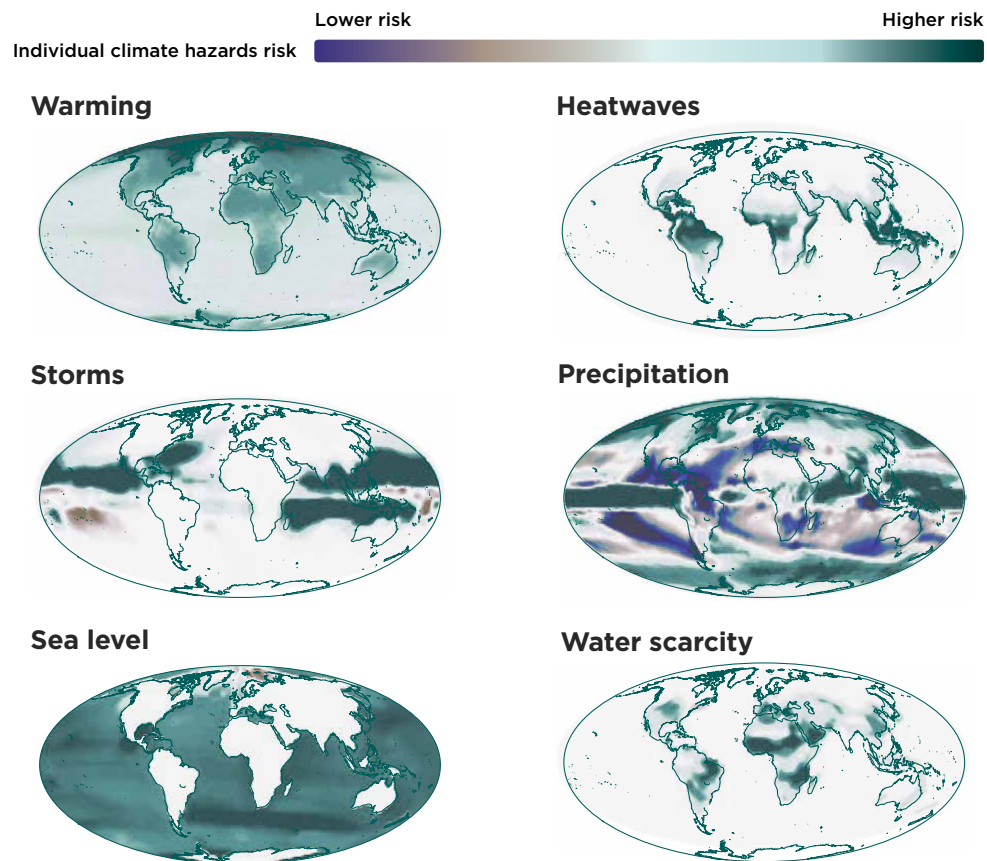 Lower risk
Higher risk
Individual climate hazards risk
Warming
Heatwaves
Storms
Precipitation
Sea level
Water scarcity